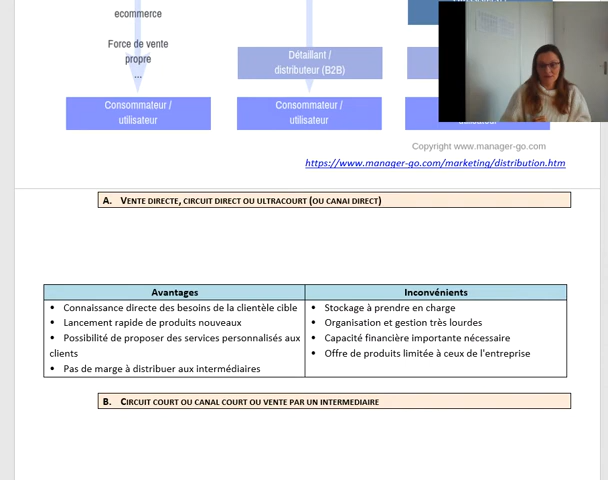 ecommerce
Force de vente
propre
...
Détaillant /
distributeur (B2B)
Consommateur /
utilisateur
Consommateur /
utilisateur
Copyright www.manager-go.com
https://www.manager-go.com/marketing/distribution.htm
A. VENTE DIRECTE, CIRCUIT DIRECT OU ULTRACOURT (OU CANAl DIRECT)
Avantages
• Connaissance directe des besoins de la clientèle cible
• Lancement rapide de produits nouveaux
• Possibilité de proposer des services personnalisés aux
clients
• Pas de marge à distribuer aux intermédiaires
Inconvénients
• Stockage à prendre en charge
• Organisation et gestion très lourdes
• Capacité financière importante nécessaire
• Offre de produits limitée à ceux de l'entreprise
B. CIRCUIT COURT OU CANAL COURT OU VENTE PAR UN INTERMEDIAIRE